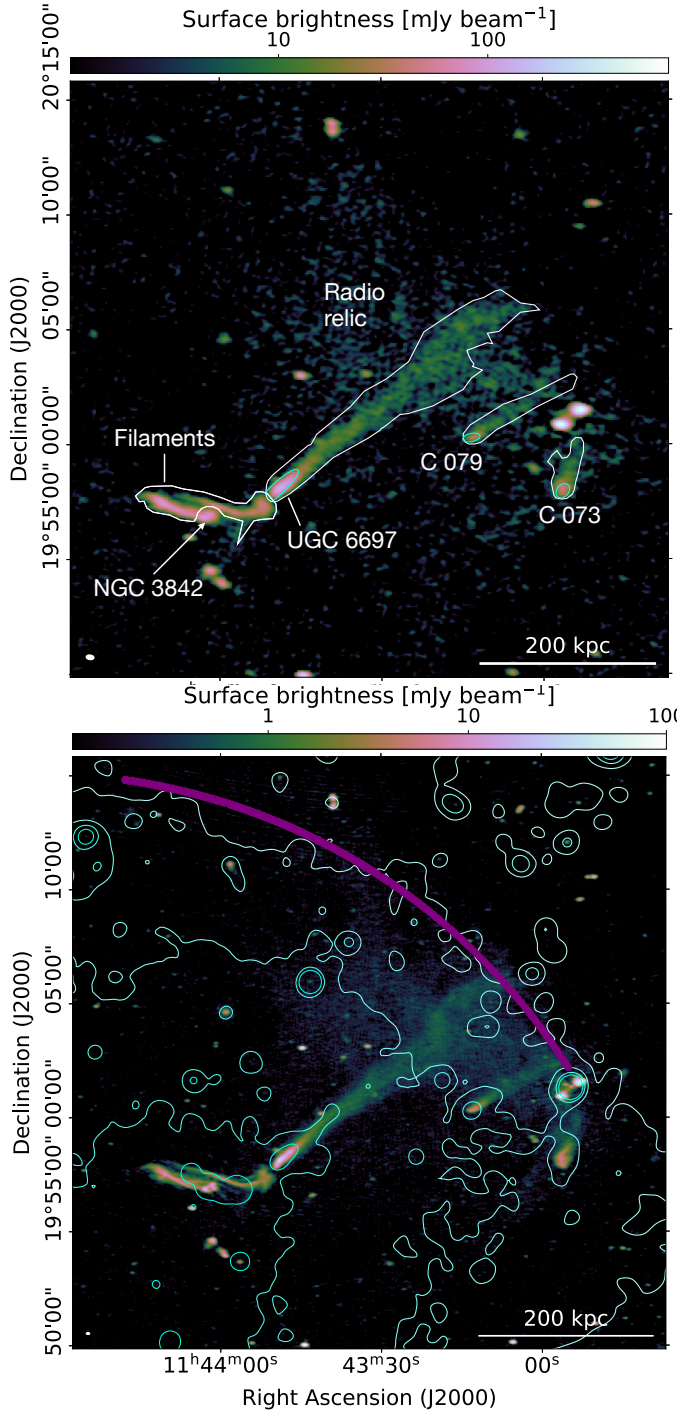 Surface brightness [mJy beam⁻¹]
10 100
20°15'00"
10'00"
05'00"
00'00"
19°55'00"
Declination (J2000)
Radio
relic
Filaments
C 079
C 073
UGC 6697
NGC 3842
200 kpc
Surface brightness [mJy beam⁻¹]
1 10 100
10'00"
05'00"
00'00"
19°55'00"
50'00"
Declination (J2000)
200 kpc
11ʰ44ᵐ00ˢ 43ᵐ30ˢ 00ˢ
Right Ascension (J2000)